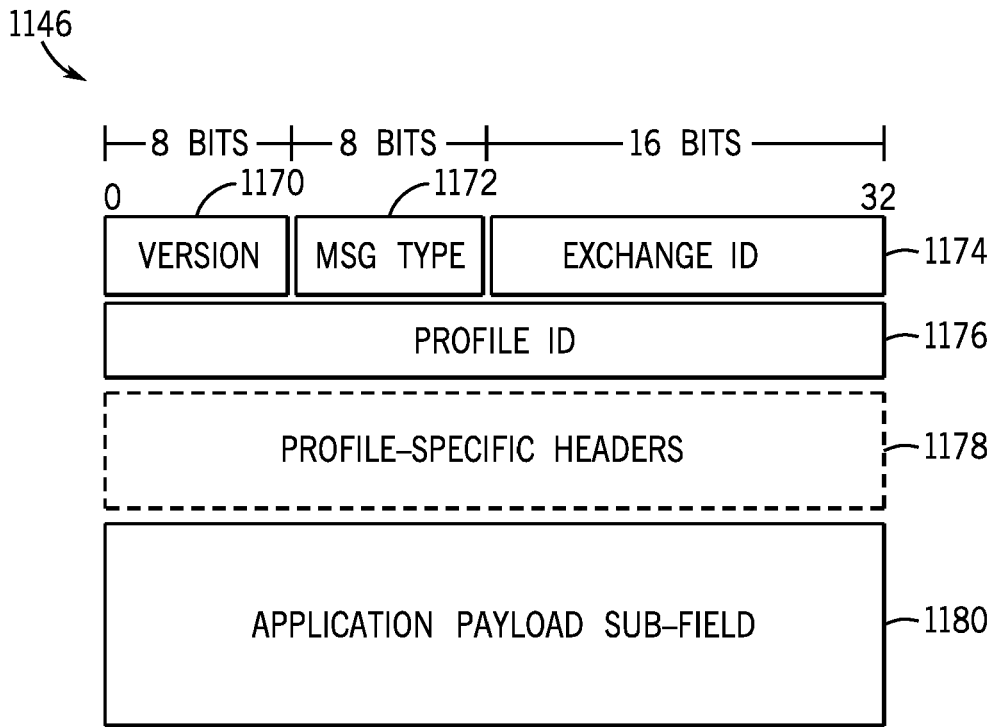 1146
8 BITS 8 BITS 16 BITS
1170 1172
0 32
VERSION MSG TYPE EXCHANGE ID 1174
PROFILE ID 1176
PROFILE-SPECIFIC HEADERS 1178
APPLICATION PAYLOAD SUB-FIELD 1180